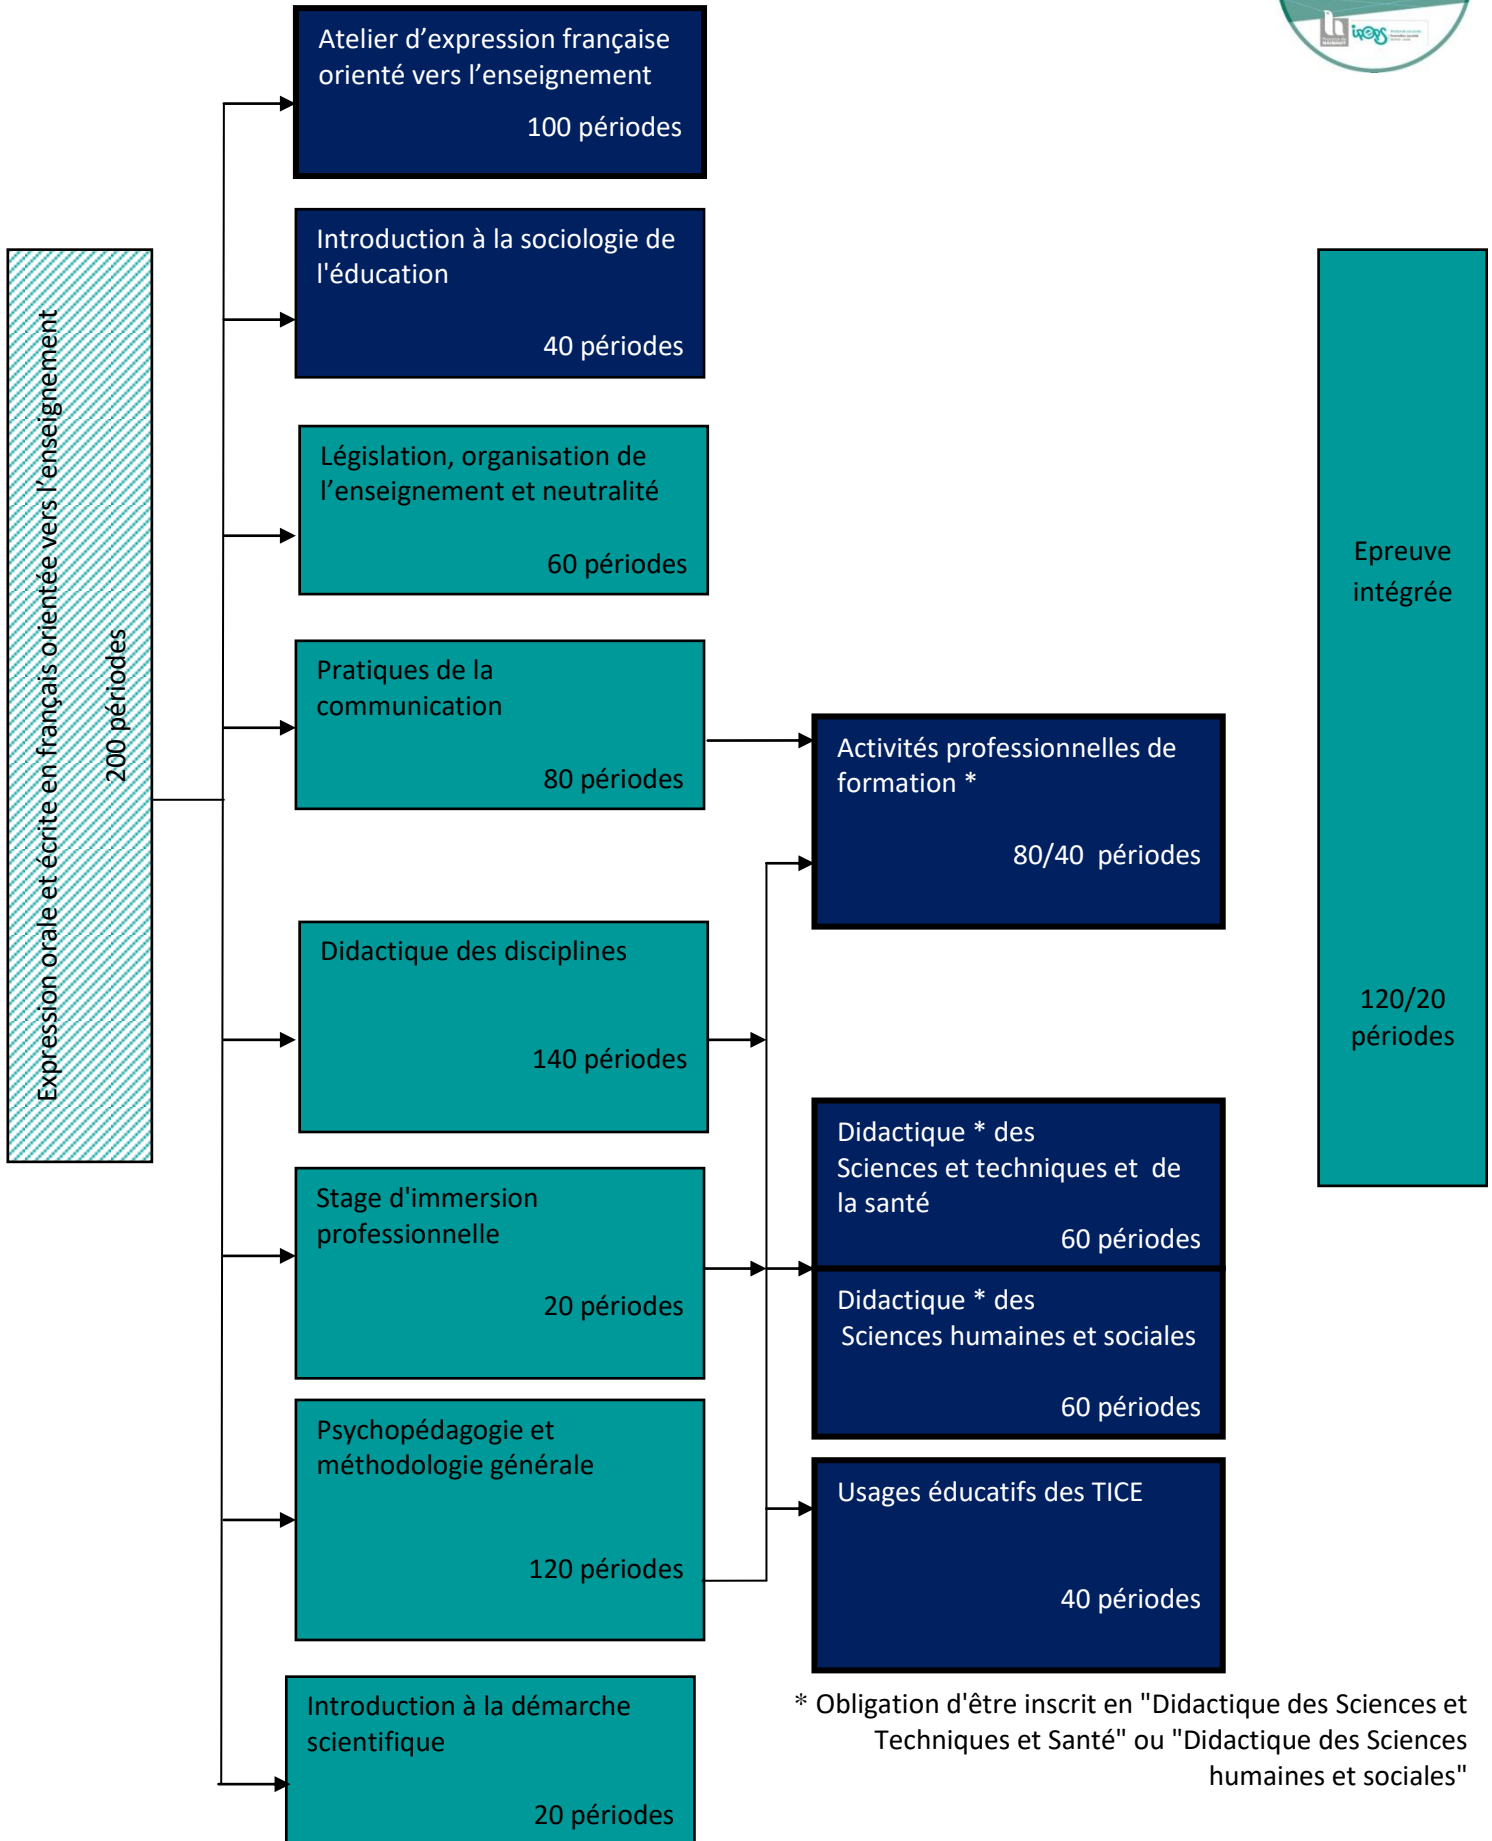 Atelier d’expression française
orienté vers l’enseignement
100 périodes
Introduction à la sociologie de
l'éducation
40 périodes
Expression orale et écrite en français orientée vers l’enseignement
200 périodes
Législation, organisation de
l’enseignement et neutralité
60 périodes
Pratiques de la
communication
80 périodes
Didactique des disciplines
140 périodes
Stage d'immersion
professionnelle
20 périodes
Psychopédagogie et
méthodologie générale
120 périodes
Introduction à la démarche
scientifique
20 périodes
Activités professionnelles de
formation *
80/40 périodes
Didactique * des
Sciences et techniques et de
la santé
60 périodes
Didactique * des
Sciences humaines et sociales
60 périodes
Usages éducatifs des TICE
40 périodes
Epreuve
intégrée
120/20
périodes
* Obligation d'être inscrit en "Didactique des Sciences et
Techniques et Santé" ou "Didactique des Sciences
humaines et sociales"